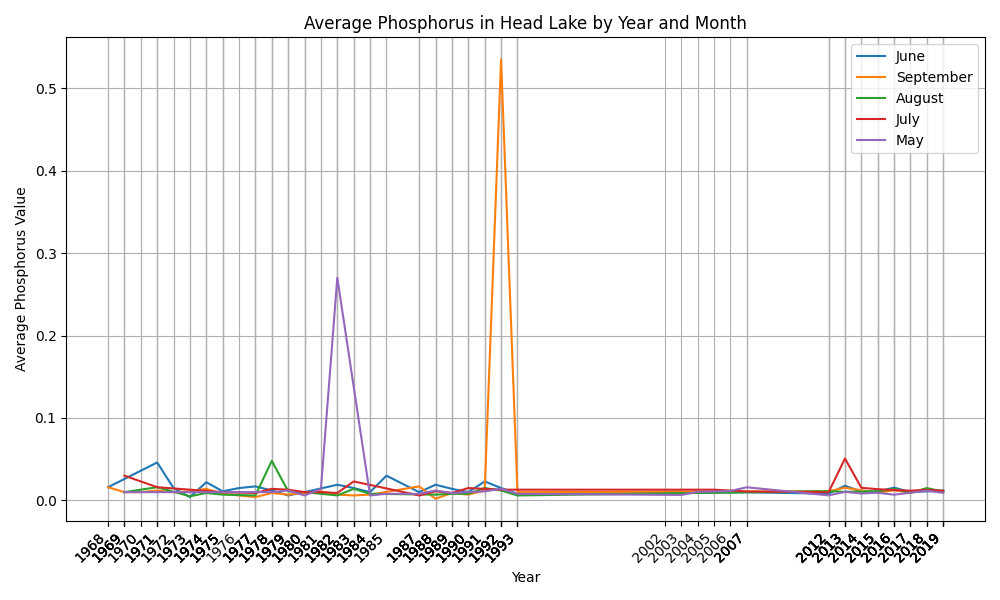 Average Phosphorus in Head Lake by Year and Month
June
September
August
July
May
Average Phosphorus Value
0.5
0.4
0.3
0.2
0.1
0.0
1968 1969 1970 1971 1972 1973 1974 1975 1976 1977 1978 1979 1980 1981 1982 1983 1984 1985 1987 1988 1989 1990 1991 1992 1993 2002 2003 2004 2005 2006 2007 2012 2013 2014 2015 2016 2017 2018 2019
Year